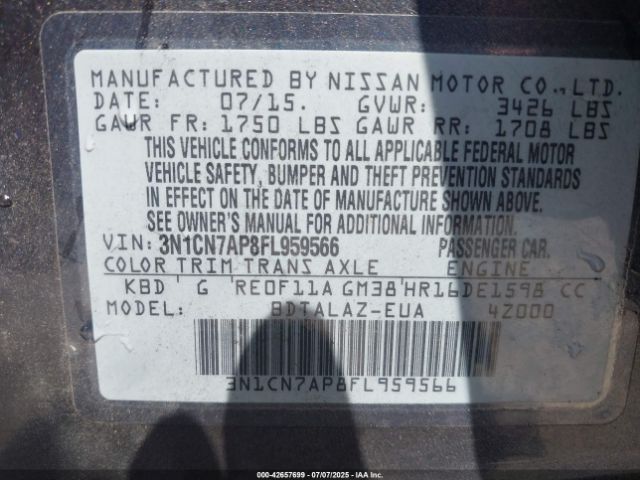 MANUFACTURED BY NISSAN MOTOR CO.,LTD.
DATE: 07/15. GVWR: 3426 LBS
GAWR FR: 1750 LBS GAWR RR: 1708 LBS
THIS VEHICLE CONFORMS TO ALL APPLICABLE FEDERAL MOTOR
VEHICLE SAFETY, BUMPER AND THEFT PREVENTION STANDARDS
IN EFFECT ON THE DATE OF MANUFACTURE SHOWN ABOVE.
SEE OWNER'S MANUAL FOR ADDITIONAL INFORMATION.
VIN: 3N1CN7AP8FL959566 PASSENGER CAR.
COLOR TRIM TRANS AXLE ENGINE
KBD G RE0F11A GM38 HR16DE1598 CC
MODEL: BDTALAZ-EUA 4Z000
3N1CN7AP8FL959566
© IAA 42657699 - 07/07/2025 - IAAI.COM